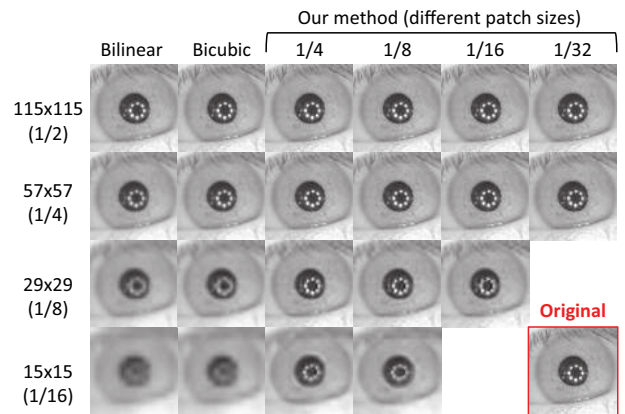 Our method (different patch sizes)
Bilinear Bicubic 1/4 1/8 1/16 1/32
115x115
(1/2)
57x57
(1/4)
29x29
(1/8)
Original
15x15
(1/16)